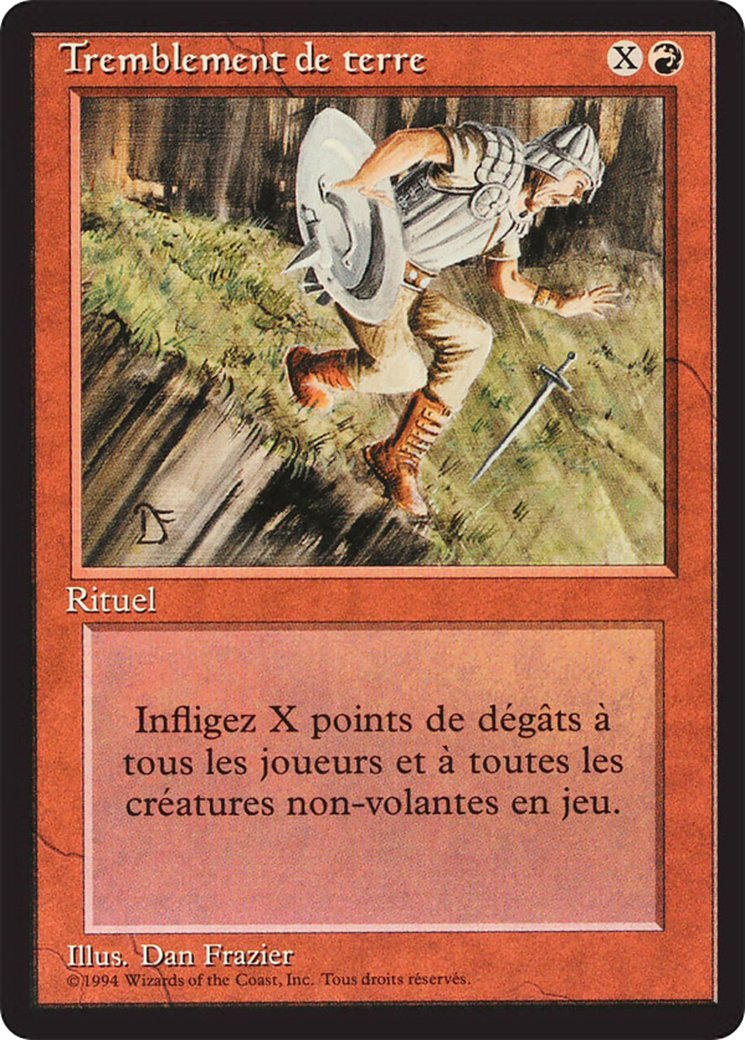 Tremblement de terre X
DF
Rituel
Infligez X points de dégâts à
tous les joueurs et à toutes les
créatures non-volantes en jeu.
Illus. Dan Frazier
©1994 Wizards of the Coast, Inc. Tous droits réservés.